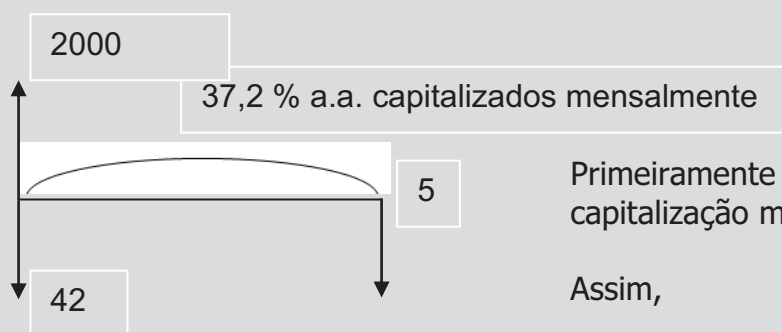 2000
37,2 % a.a. capitalizados mensalmente
5
Primeiramente
capitalização m
Assim,
42